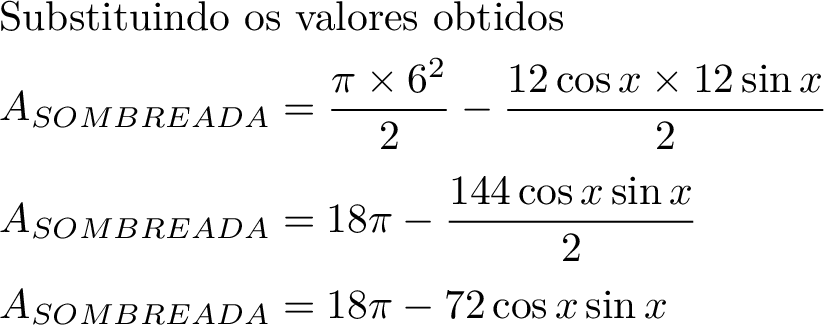 Substituindo os valores obtidos
A_{SOMBREADA} = \frac{\pi \times 6^2}{2} - \frac{12 \cos x \times 12 \sin x}{2}
A_{SOMBREADA} = 18\pi - \frac{144 \cos x \sin x}{2}
A_{SOMBREADA} = 18\pi - 72 \cos x \sin x